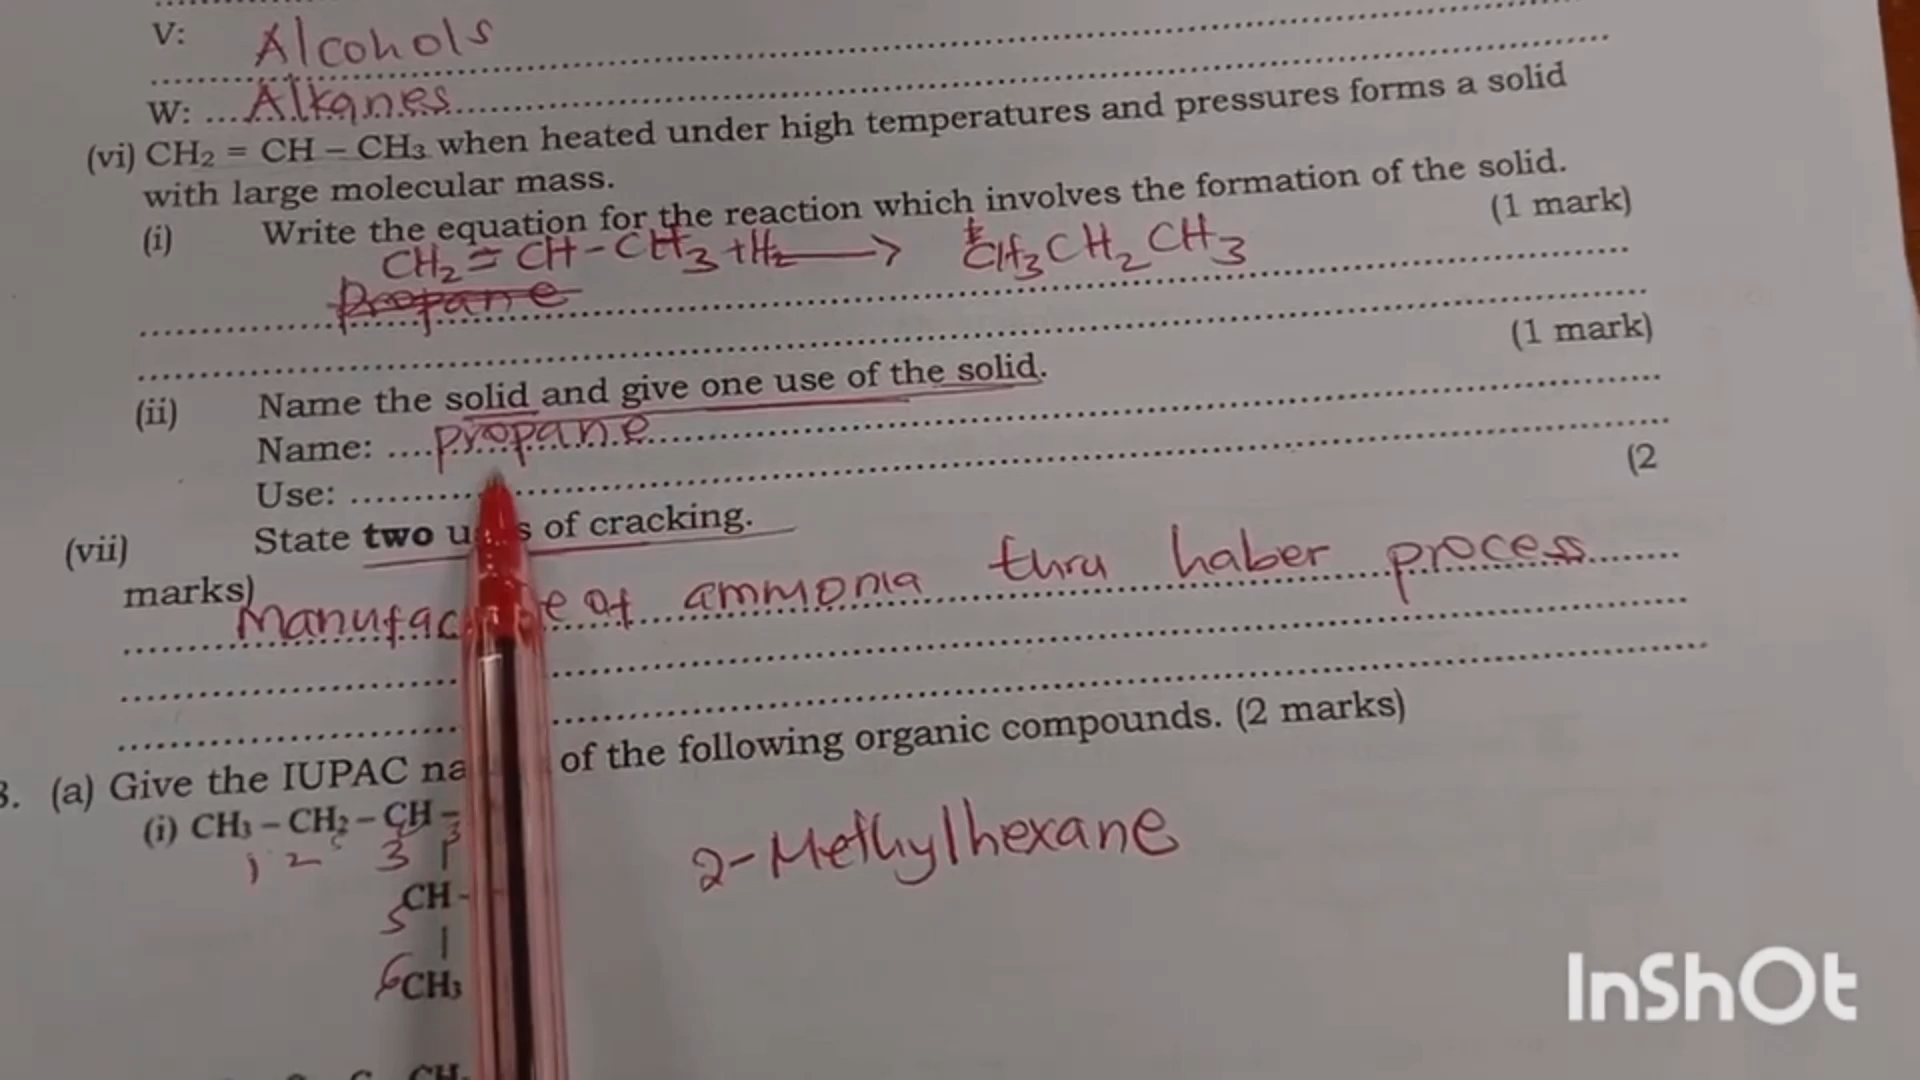 V: Alcohols
W: Alkanes
(vi) CH₂ = CH – CH₃ when heated under high temperatures and pressures forms a solid
with large molecular mass.
(i) Write the equation for the reaction which involves the formation of the solid.
(1 mark)
CH₂=CH-CH₃+H₂ → CH₃CH₂CH₃
Propane
(ii) Name the solid and give one use of the solid. (1 mark)
Name: propane
Use:
(vii) State two of cracking. (2
marks)
ammonia thru haber process
3. (a) Give the IUPAC of the following organic compounds. (2 marks)
(i) CH₃ – CH₂ – CH –
1 2 3
CH -
5
6 CH₃
2-Methylhexane
InShOt